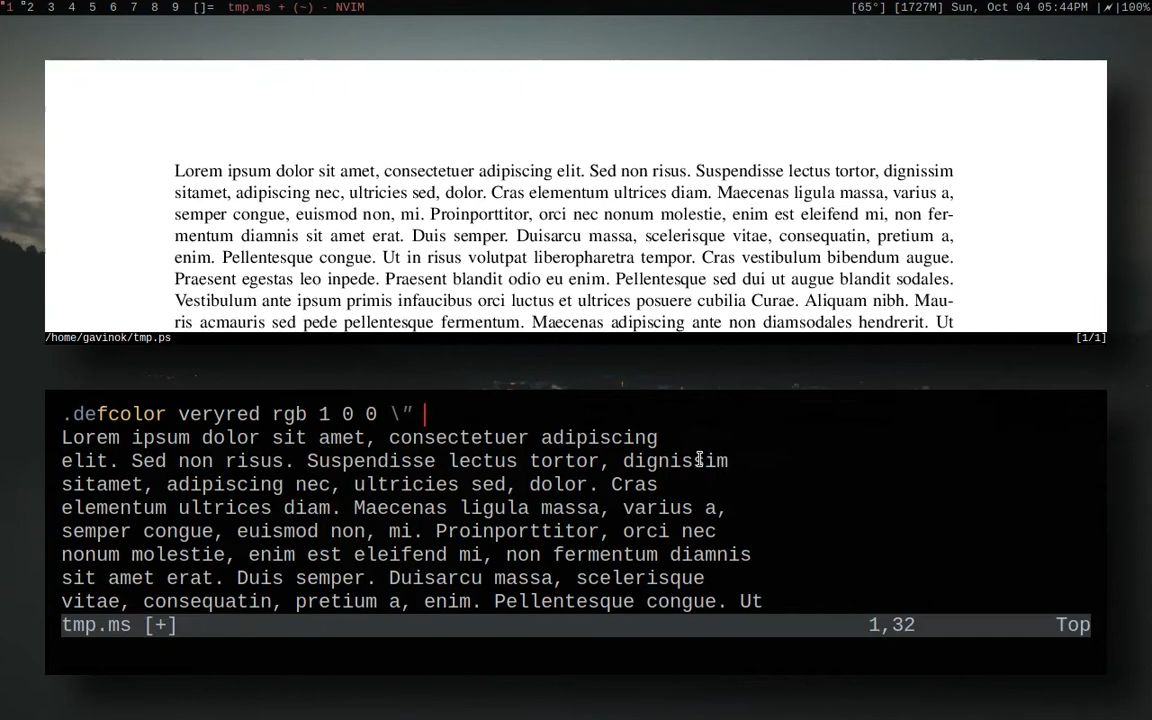 1 2 3 4 5 6 7 8 9 []= tmp.ms + (~) - NVIM [65°] [1727M] Sun, Oct 04 05:44PM | 100%
Lorem ipsum dolor sit amet, consectetuer adipiscing elit. Sed non risus. Suspendisse lectus tortor, dignissim
sitamet, adipiscing nec, ultricies sed, dolor. Cras elementum ultrices diam. Maecenas ligula massa, varius a,
semper congue, euismod non, mi. Proinporttitor, orci nec nonum molestie, enim est eleifend mi, non fer-
mentum diamnis sit amet erat. Duis semper. Duisarcu massa, scelerisque vitae, consequatin, pretium a,
enim. Pellentesque congue. Ut in risus volutpat liberopharetra tempor. Cras vestibulum bibendum augue.
Praesent egestas leo inpede. Praesent blandit odio eu enim. Pellentesque sed dui ut augue blandit sodales.
Vestibulum ante ipsum primis infaucibus orci luctus et ultrices posuere cubilia Curae. Aliquam nibh. Mau-
ris acmauris sed pede pellentesque fermentum. Maecenas adipiscing ante non diamsodales hendrerit. Ut
/home/gavinok/tmp.ps [1/1]
.defcolor veryred rgb 1 0 0 \"
Lorem ipsum dolor sit amet, consectetuer adipiscing
elit. Sed non risus. Suspendisse lectus tortor, dignissim
sitamet, adipiscing nec, ultricies sed, dolor. Cras
elementum ultrices diam. Maecenas ligula massa, varius a,
semper congue, euismod non, mi. Proinporttitor, orci nec
nonum molestie, enim est eleifend mi, non fermentum diamnis
sit amet erat. Duis semper. Duisarcu massa, scelerisque
vitae, consequatin, pretium a, enim. Pellentesque congue. Ut
tmp.ms [+] 1,32 Top